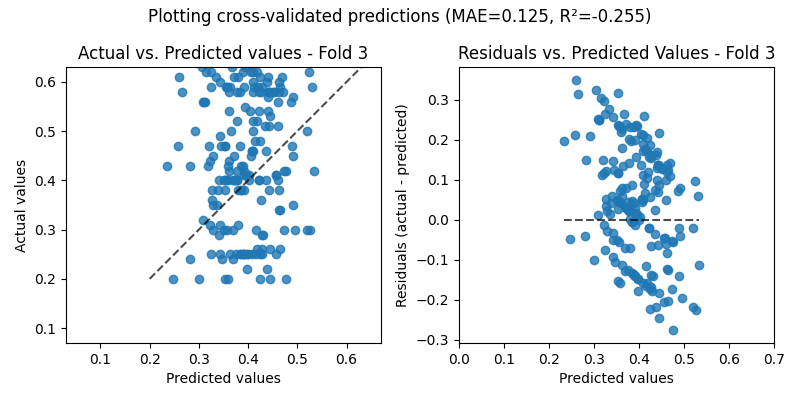 Plotting cross-validated predictions (MAE=0.125, R²=-0.255)
Actual vs. Predicted values - Fold 3
Actual values
0.6
0.5
0.4
0.3
0.2
0.1
0.1 0.2 0.3 0.4 0.5 0.6
Predicted values
Residuals vs. Predicted Values - Fold 3
Residuals (actual - predicted)
0.3
0.2
0.1
0.0
−0.1
−0.2
−0.3
0.0 0.1 0.2 0.3 0.4 0.5 0.6 0.7
Predicted values